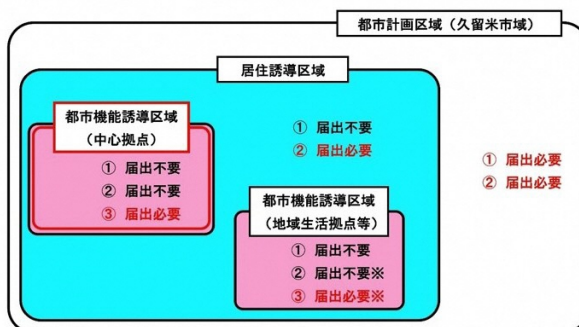 都市計画区域（久留米市域）
居住誘導区域
都市機能誘導区域
（中心拠点）
① 届出不要
② 届出不要
③ 届出必要
① 届出不要
② 届出必要
都市機能誘導区域
（地域生活拠点等）
① 届出不要
② 届出不要※
③ 届出必要※
① 届出必要
② 届出必要